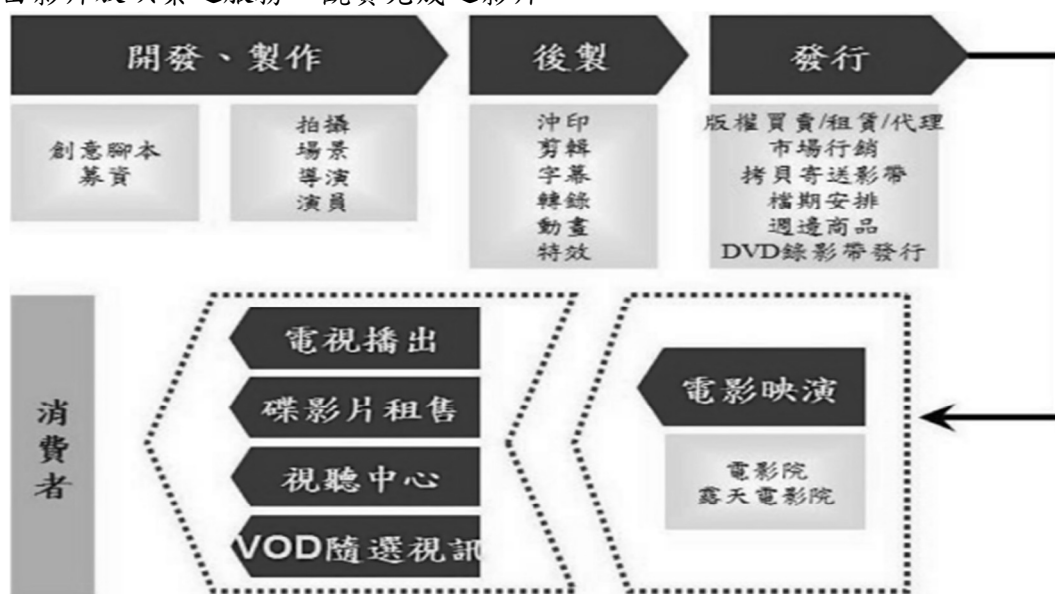 開發、製作
後製
發行
創意腳本
募資
拍攝
場景
導演
演員
沖印
剪輯
字幕
轉錄
動畫
特效
版權買賣/租賃/代理
市場行銷
拷貝寄送影帶
檔期安排
週邊商品
DVD錄影帶發行
消費者
電視播出
碟影片租售
視聽中心
VOD隨選視訊
電影映演
電影院
露天電影院